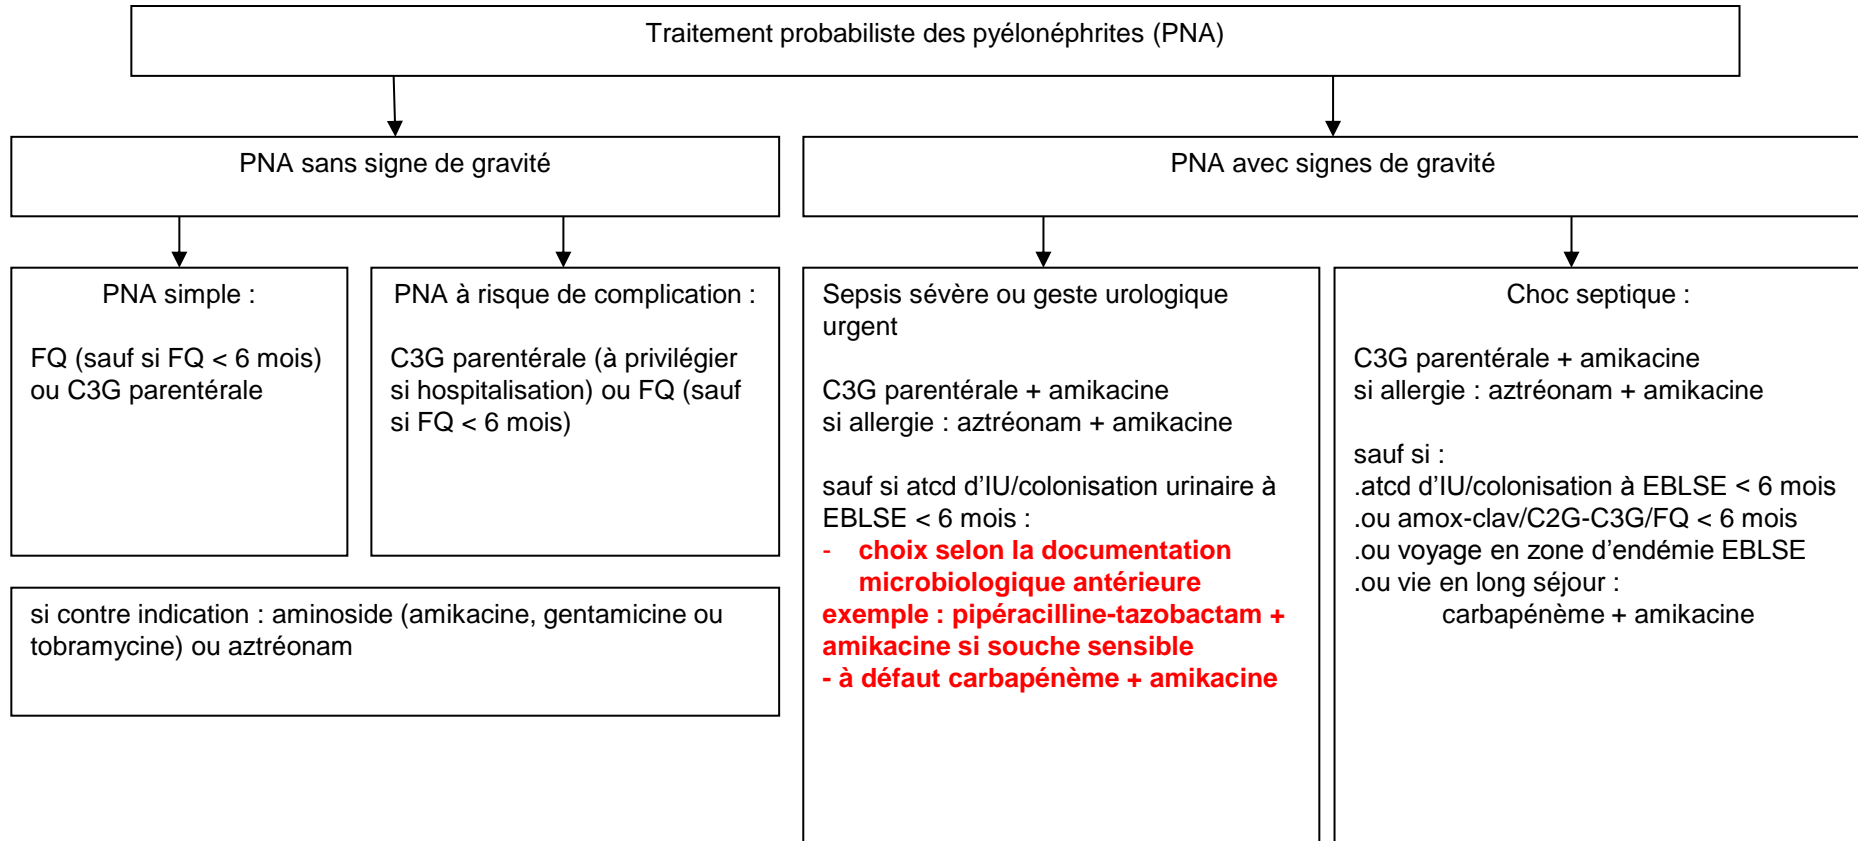 Traitement probabiliste des pyélonéphrites (PNA)
PNA sans signe de gravité
PNA avec signes de gravité
PNA simple :
FQ (sauf si FQ < 6 mois)
ou C3G parentérale
PNA à risque de complication :
C3G parentérale (à privilégier
si hospitalisation) ou FQ (sauf
si FQ < 6 mois)
si contre indication : aminoside (amikacine, gentamicine ou
tobramycine) ou aztréonam
Sepsis sévère ou geste urologique
urgent
C3G parentérale + amikacine
si allergie : aztréonam + amikacine
sauf si atcd d’IU/colonisation urinaire à
EBLSE < 6 mois :
- choix selon la documentation
microbiologique antérieure
exemple : pipéracilline-tazobactam +
amikacine si souche sensible
- à défaut carbapénème + amikacine
Choc septique :
C3G parentérale + amikacine
si allergie : aztréonam + amikacine
sauf si :
.atcd d’IU/colonisation à EBLSE < 6 mois
.ou amox-clav/C2G-C3G/FQ < 6 mois
.ou voyage en zone d’endémie EBLSE
.ou vie en long séjour :
carbapénème + amikacine